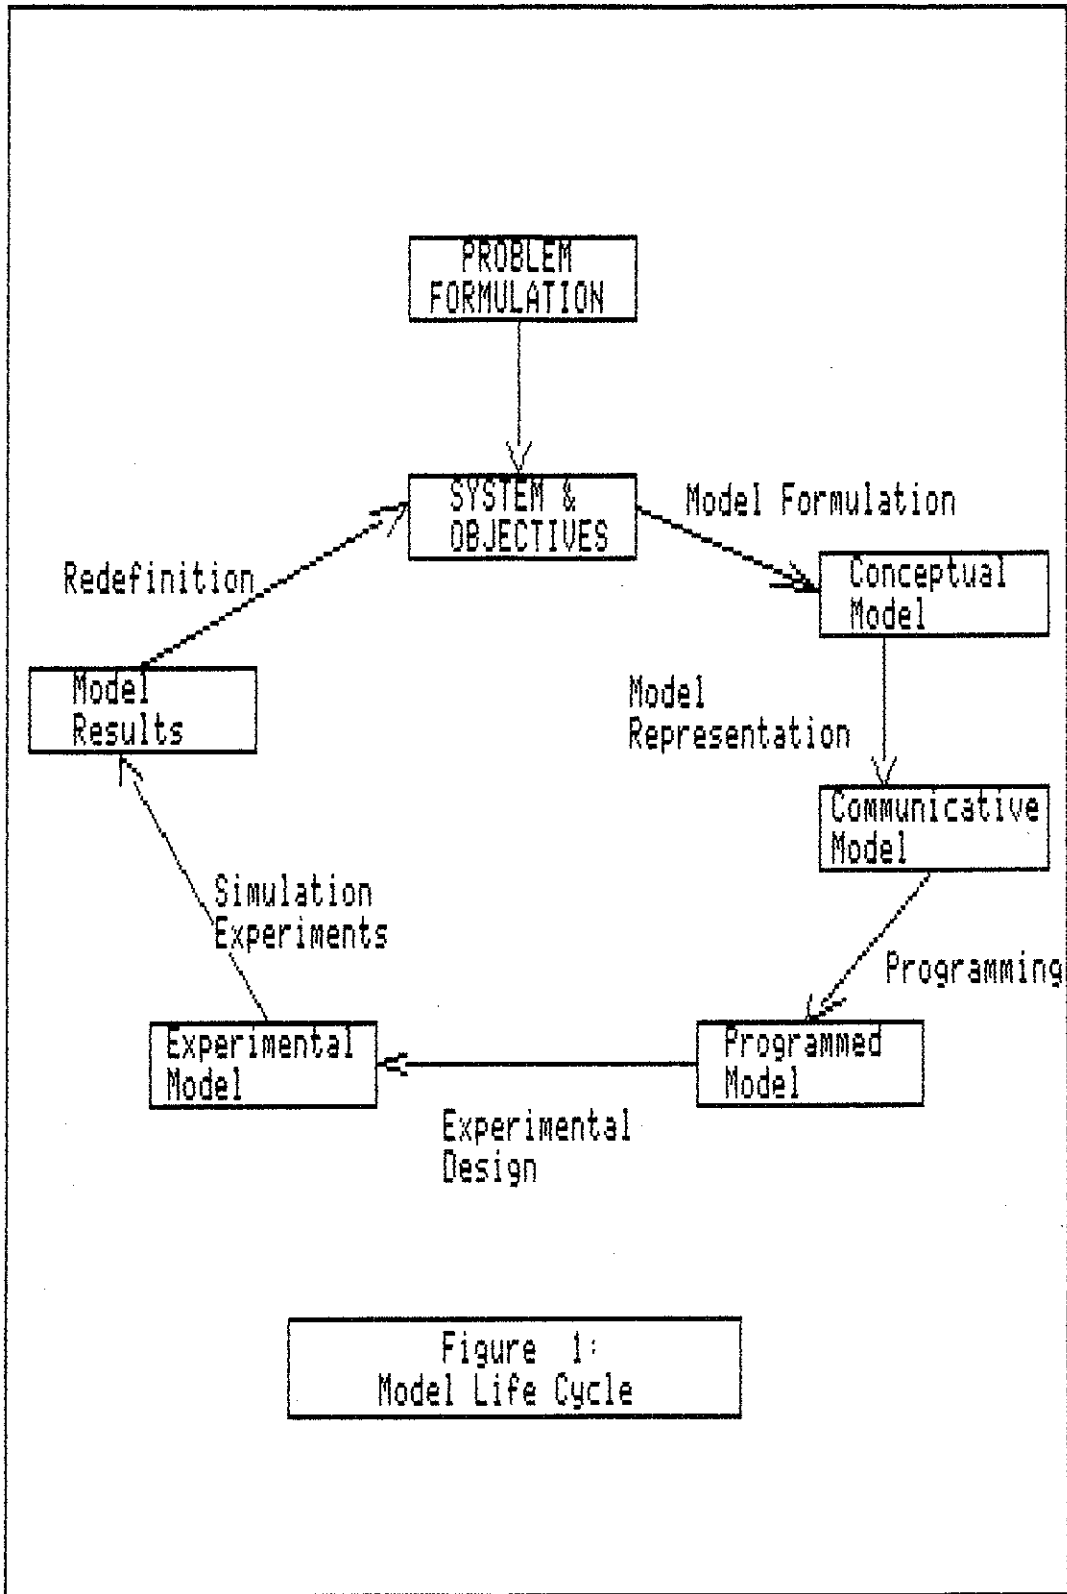 PROBLEM
FORMULATION
SYSTEM &
OBJECTIVES
Model Formulation
Conceptual
Model
Redefinition
Model
Results
Model
Representation
Communicative
Model
Simulation
Experiments
Programming
Experimental
Model
Programmed
Model
Experimental
Design
Figure 1:
Model Life Cycle